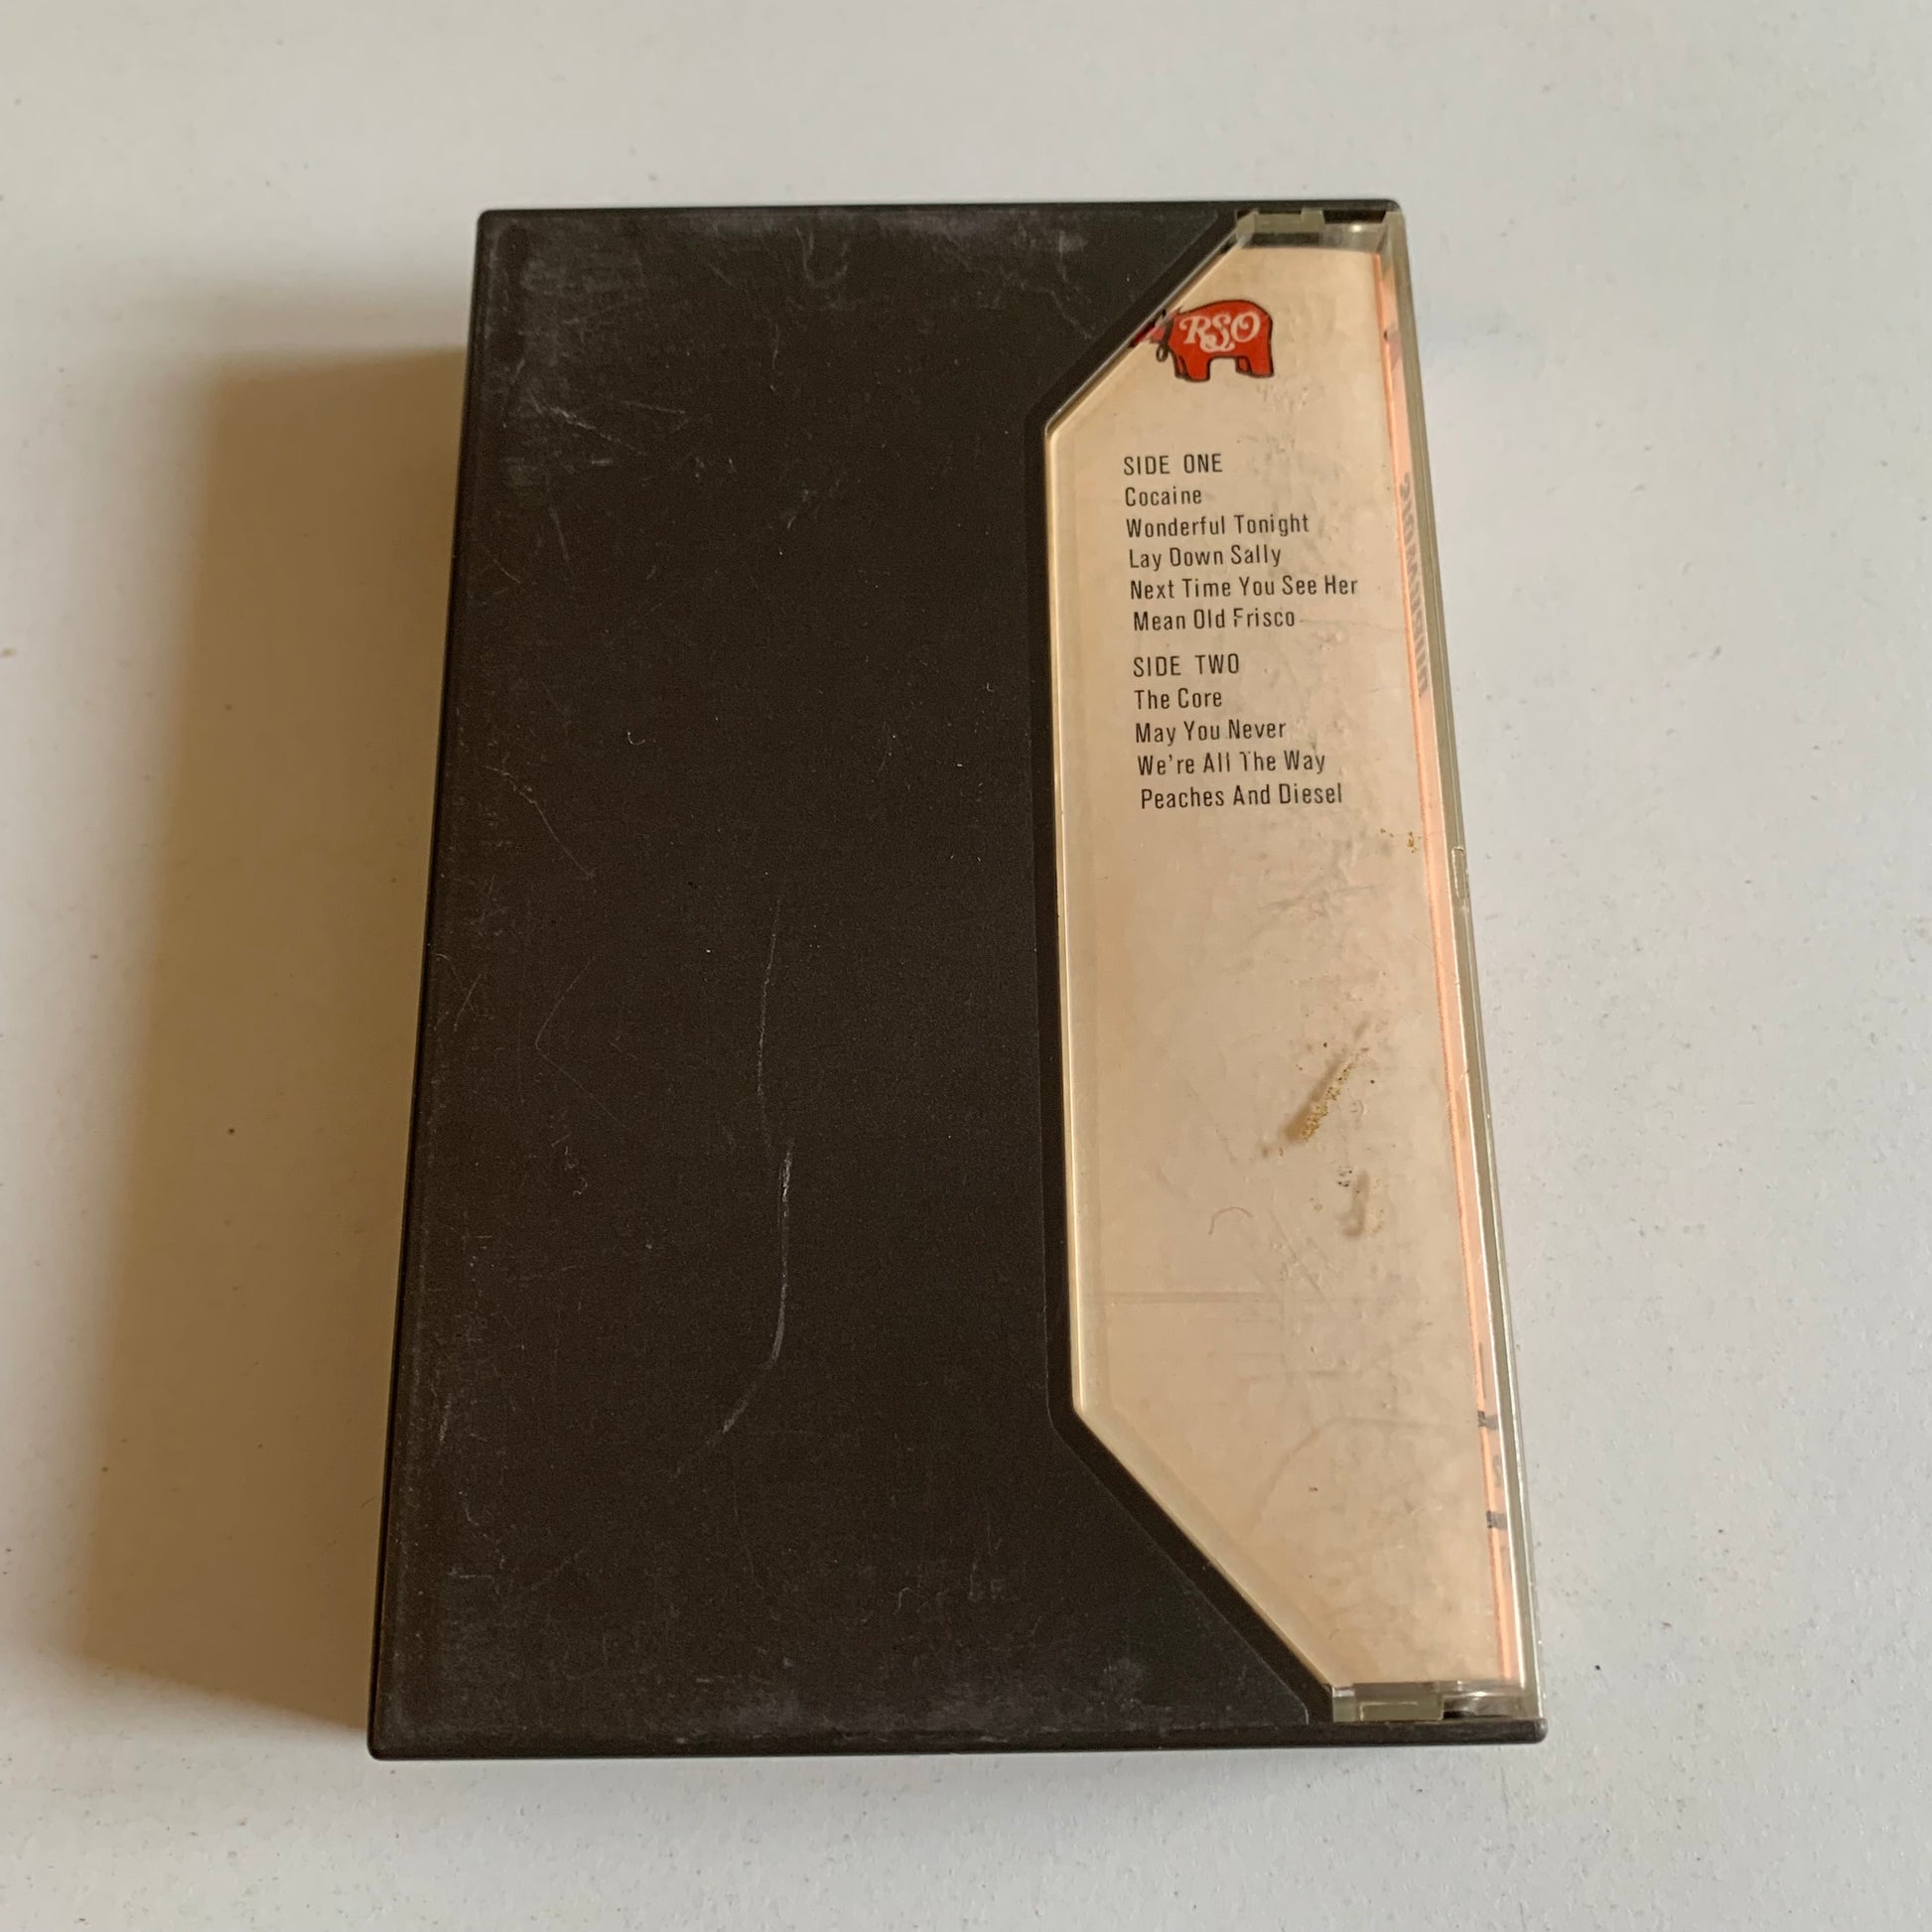 RSO
SIDE ONE
Cocaine
Wonderful Tonight
Lay Down Sally
Next Time You See Her
Mean Old Frisco
SIDE TWO
The Core
May You Never
We're All The Way
Peaches And Diesel